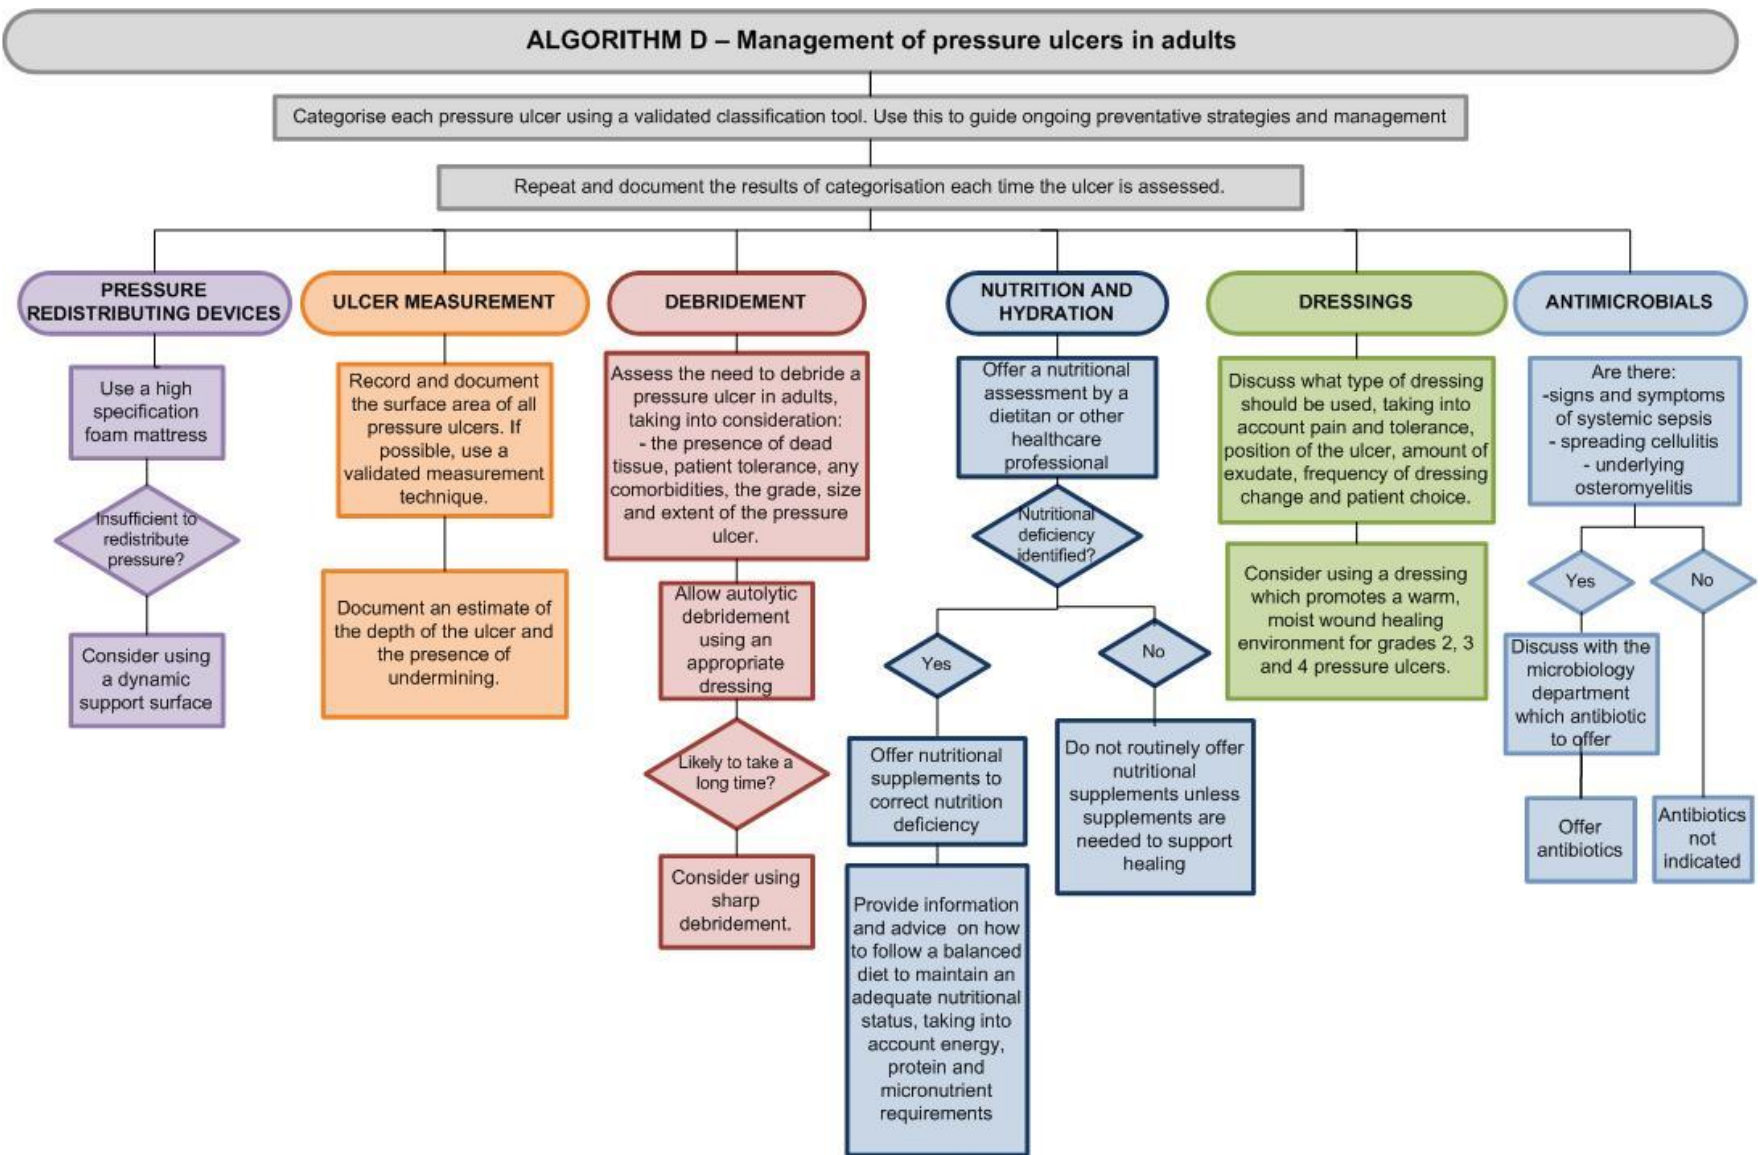 ALGORITHM D – Management of pressure ulcers in adults
Categorise each pressure ulcer using a validated classification tool. Use this to guide ongoing preventative strategies and management
Repeat and document the results of categorisation each time the ulcer is assessed.
PRESSURE
REDISTRIBUTING DEVICES
Use a high
specification
foam mattress
Insufficient to
redistribute
pressure?
Consider using
a dynamic
support surface
ULCER MEASUREMENT
Record and document
the surface area of all
pressure ulcers. If
possible, use a
validated measurement
technique.
Document an estimate of
the depth of the ulcer and
the presence of
undermining.
DEBRIDEMENT
Assess the need to debride a
pressure ulcer in adults,
taking into consideration:
- the presence of dead
tissue, patient tolerance, any
comorbidities, the grade, size
and extent of the pressure
ulcer.
Allow autolytic
debridement
using an
appropriate
dressing
Likely to take a
long time?
Consider using
sharp
debridement.
NUTRITION AND
HYDRATION
Offer a nutritional
assessment by a
dietitan or other
healthcare
professional
Nutritional
deficiency
identified?
Yes
Offer nutritional
supplements to
correct nutrition
deficiency
Provide information
and advice on how
to follow a balanced
diet to maintain an
adequate nutritional
status, taking into
account energy,
protein and
micronutrient
requirements
No
Do not routinely offer
nutritional
supplements unless
supplements are
needed to support
healing
DRESSINGS
Discuss what type of dressing
should be used, taking into
account pain and tolerance,
position of the ulcer, amount of
exudate, frequency of dressing
change and patient choice.
Consider using a dressing
which promotes a warm,
moist wound healing
environment for grades 2, 3
and 4 pressure ulcers.
ANTIMICROBIALS
Are there:
-signs and symptoms
of systemic sepsis
- spreading cellulitis
- underlying
osteromyelitis
Yes
Discuss with the
microbiology
department
which antibiotic
to offer
Offer
antibiotics
No
Antibiotics
not
indicated